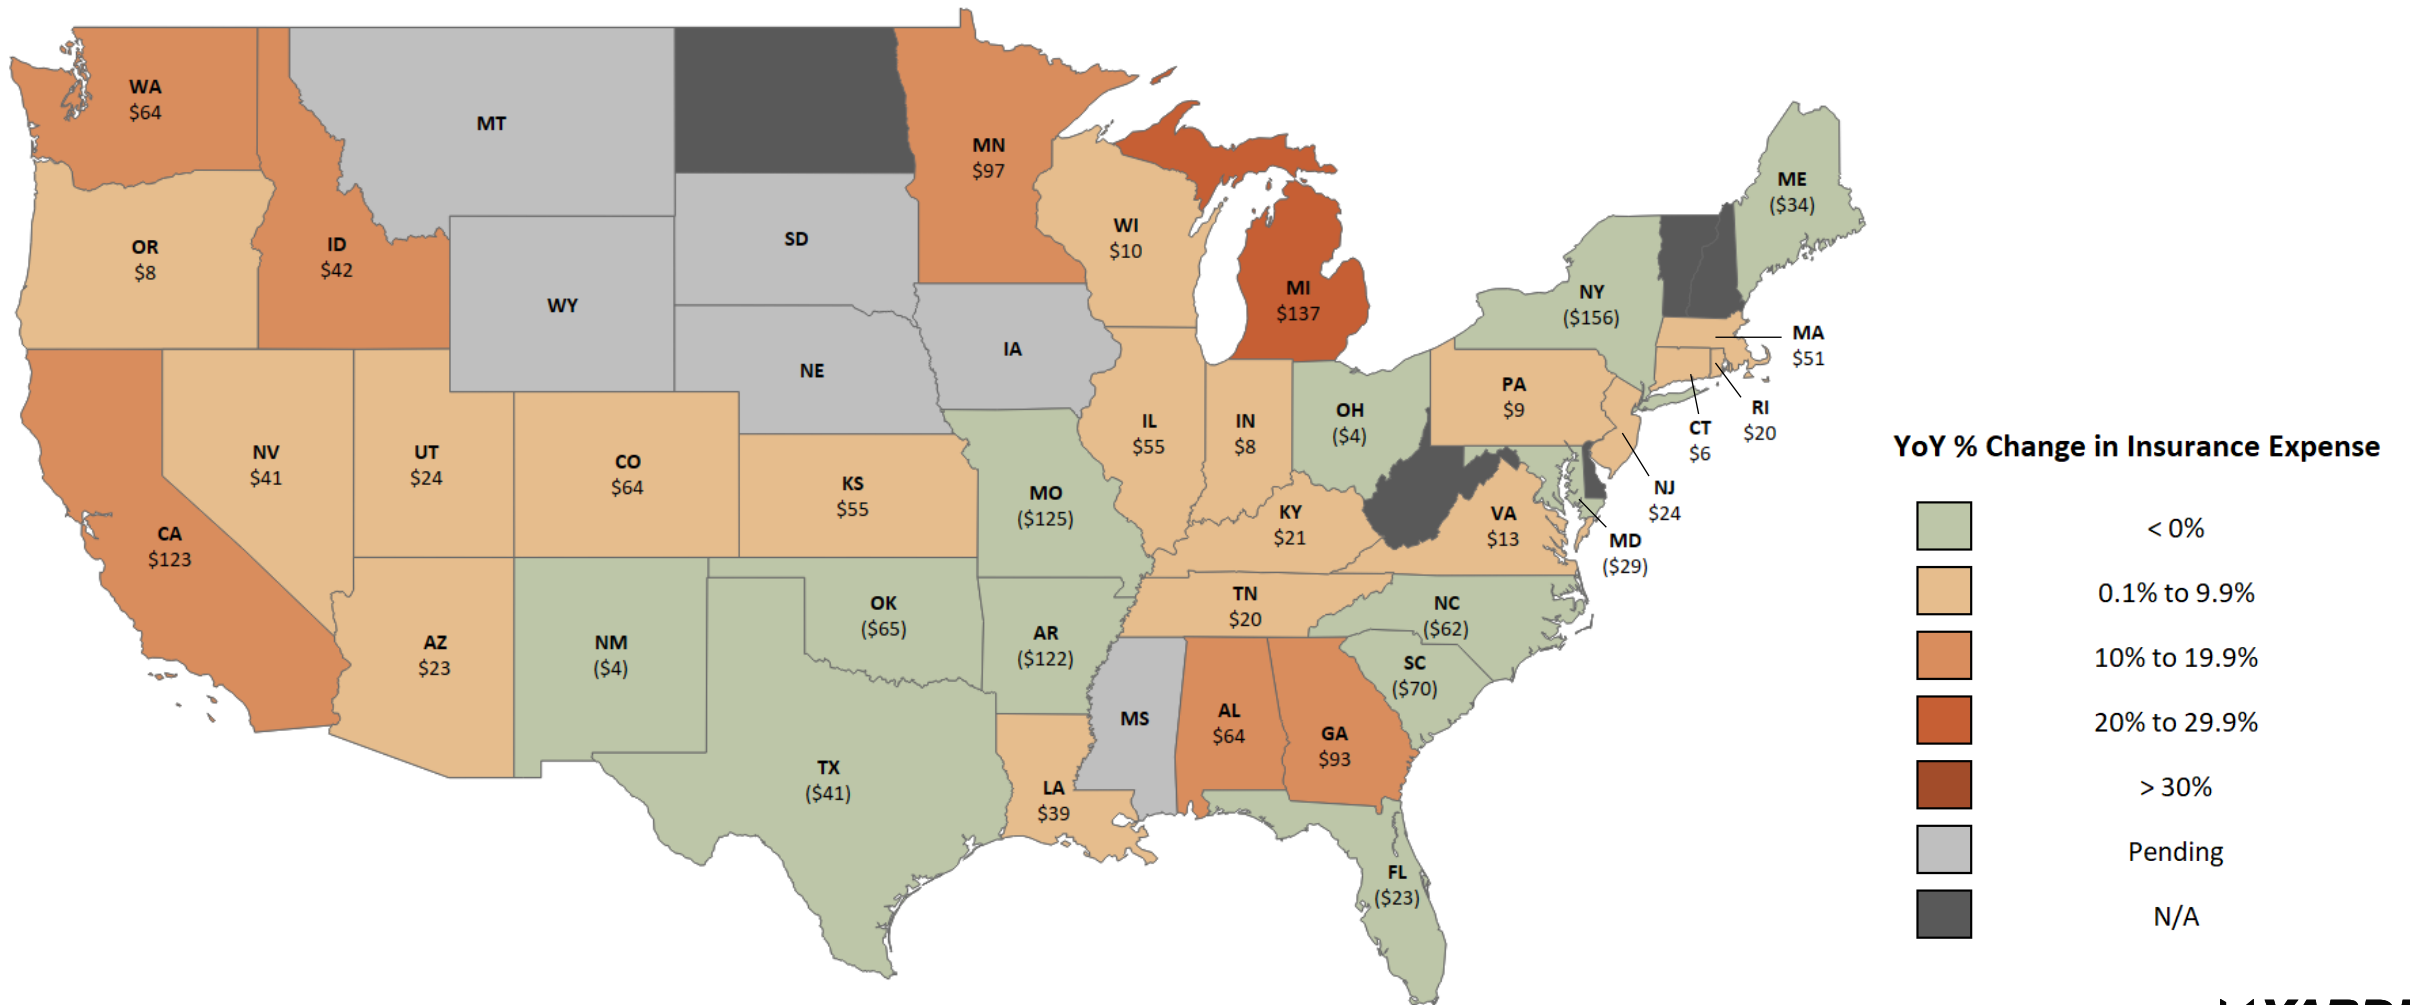 WA
$64
MT
MN
$97
ME
($34)
OR
$8
ID
$42
SD
WI
$10
WY
MI
$137
NY
($156)
MA
$51
IA
NE
PA
$9
RI
$20
CT
$6
OH
($4)
IL
$55
IN
$8
NV
$41
UT
$24
CO
$64
KS
$55
MO
($125)
KY
$21
VA
$13
NJ
$24
MD
($29)
CA
$123
AZ
$23
NM
($4)
OK
($65)
AR
($122)
TN
$20
NC
($62)
SC
($70)
TX
($41)
LA
$39
MS
AL
$64
GA
$93
FL
($23)
YoY % Change in Insurance Expense
< 0%
0.1% to 9.9%
10% to 19.9%
20% to 29.9%
> 30%
Pending
N/A